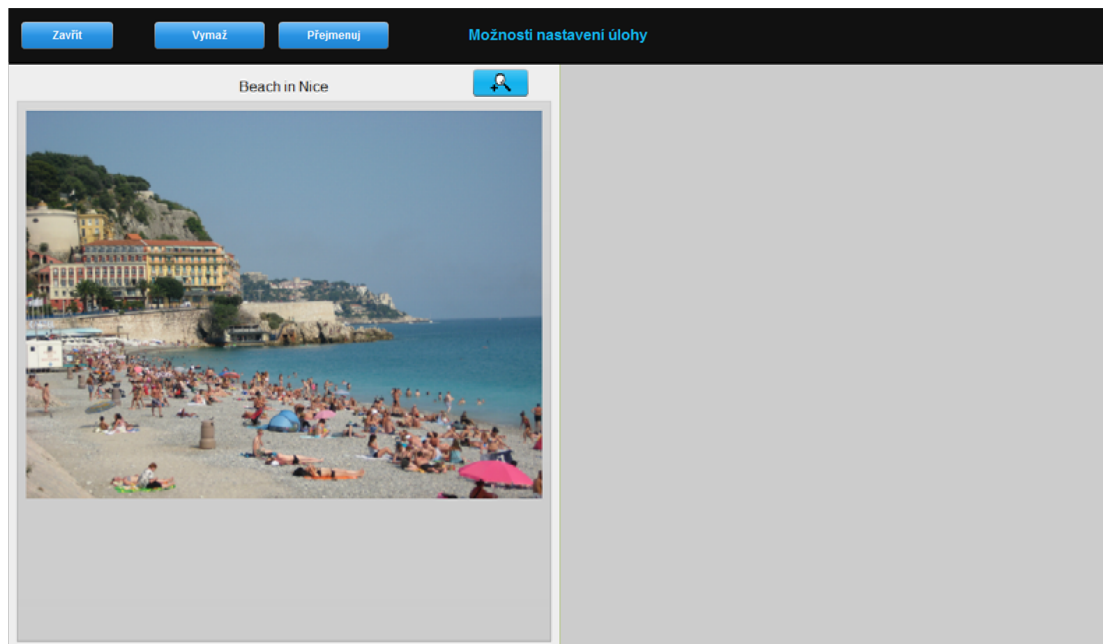 Zavřít
Vymaž
Přejmenuj
Možnosti nastavení úlohy
Beach in Nice